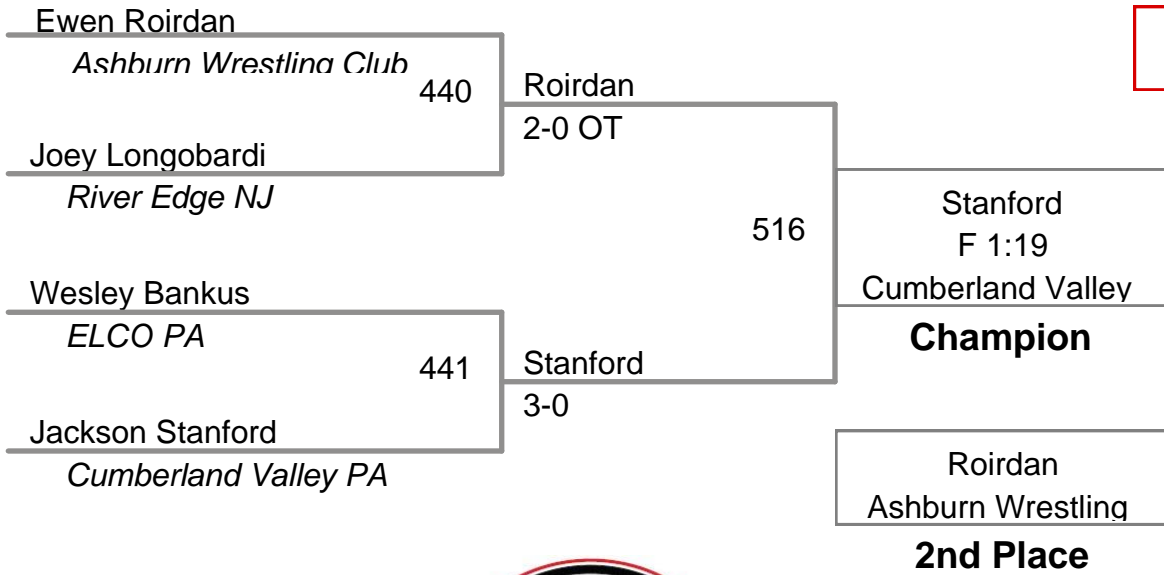 Ewen Roirdan
Ashburn Wrestling Club
440
Roirdan
2-0 OT
Joey Longobardi
River Edge NJ
516
Stanford
F 1:19
Cumberland Valley
Champion
Wesley Bankus
ELCO PA
441
Stanford
3-0
Jackson Stanford
Cumberland Valley PA
Roirdan
Ashburn Wrestling
2nd Place